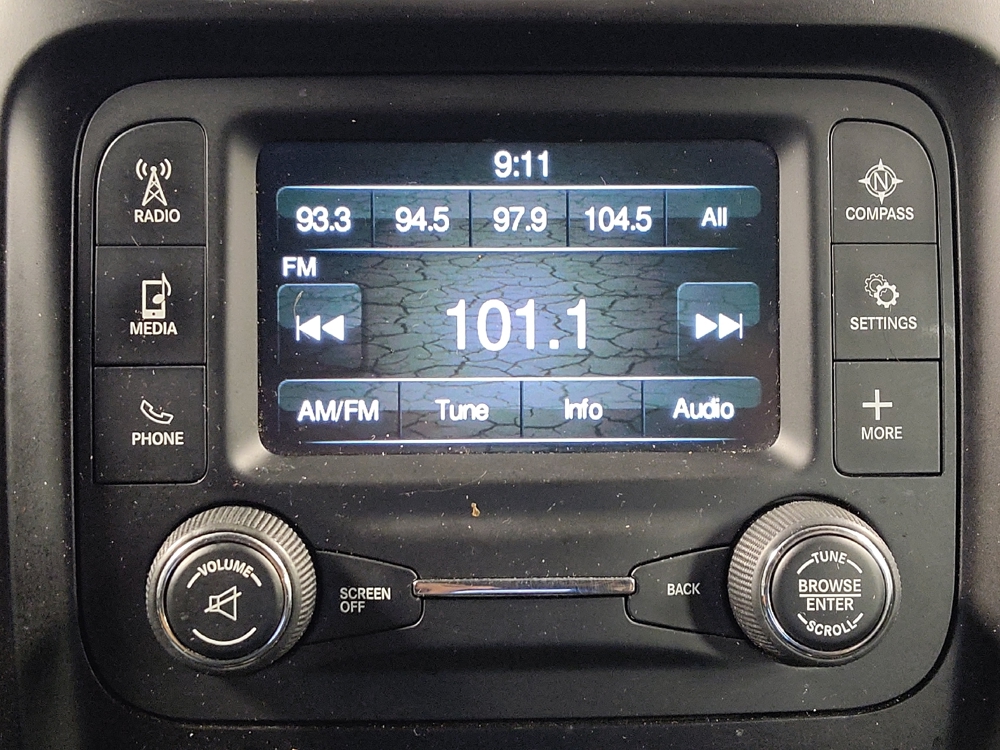 9:11
93.3 94.5 97.9 104.5 All
FM
101.1
AM/FM Tune Info Audio
RADIO
MEDIA
PHONE
N
COMPASS
SETTINGS
MORE
VOLUME
SCREEN
OFF
BACK
TUNE
BROWSE
ENTER
SCROLL